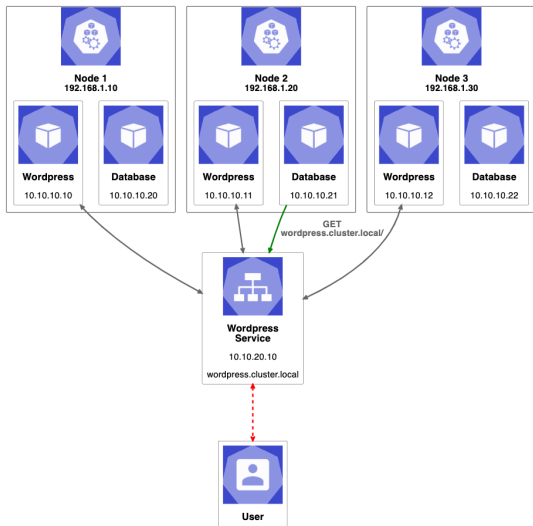 Node 1
192.168.1.10
Node 2
192.168.1.20
Node 3
192.168.1.30
Wordpress
10.10.10.10
Database
10.10.10.20
Wordpress
10.10.10.11
Database
10.10.10.21
Wordpress
10.10.10.12
Database
10.10.10.22
GET
wordpress.cluster.local/
Wordpress
Service
10.10.20.10
wordpress.cluster.local
User